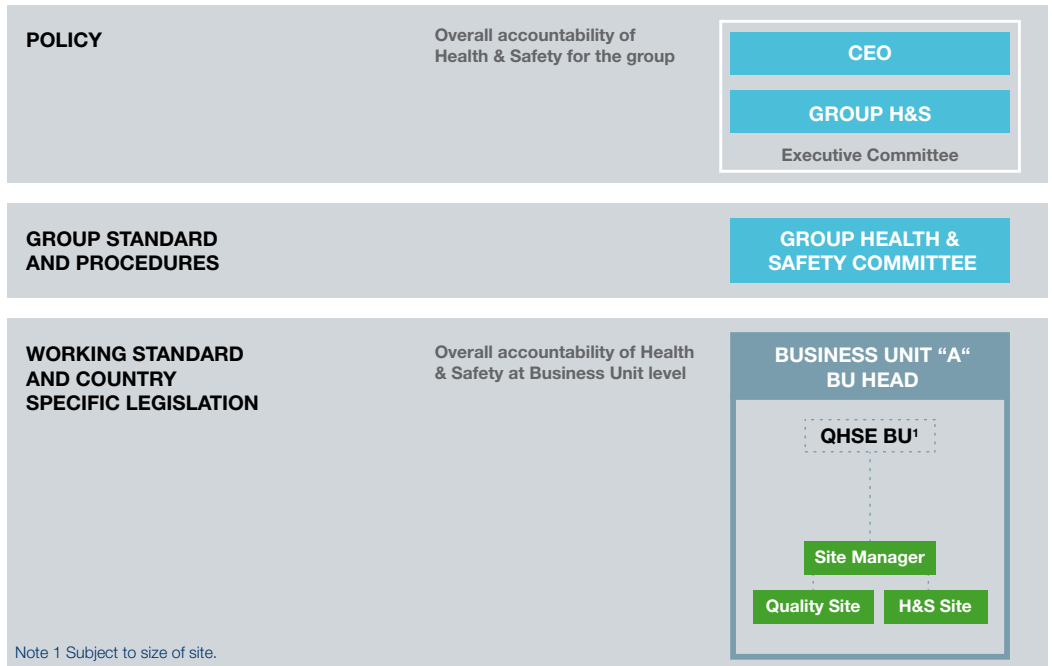 POLICY
Overall accountability of
Health & Safety for the group
CEO
GROUP H&S
Executive Committee
GROUP STANDARD
AND PROCEDURES
GROUP HEALTH &
SAFETY COMMITTEE
WORKING STANDARD
AND COUNTRY
SPECIFIC LEGISLATION
Overall accountability of Health
& Safety at Business Unit level
BUSINESS UNIT “A“
BU HEAD
QHSE BU¹
Site Manager
Quality Site
H&S Site
Note 1 Subject to size of site.